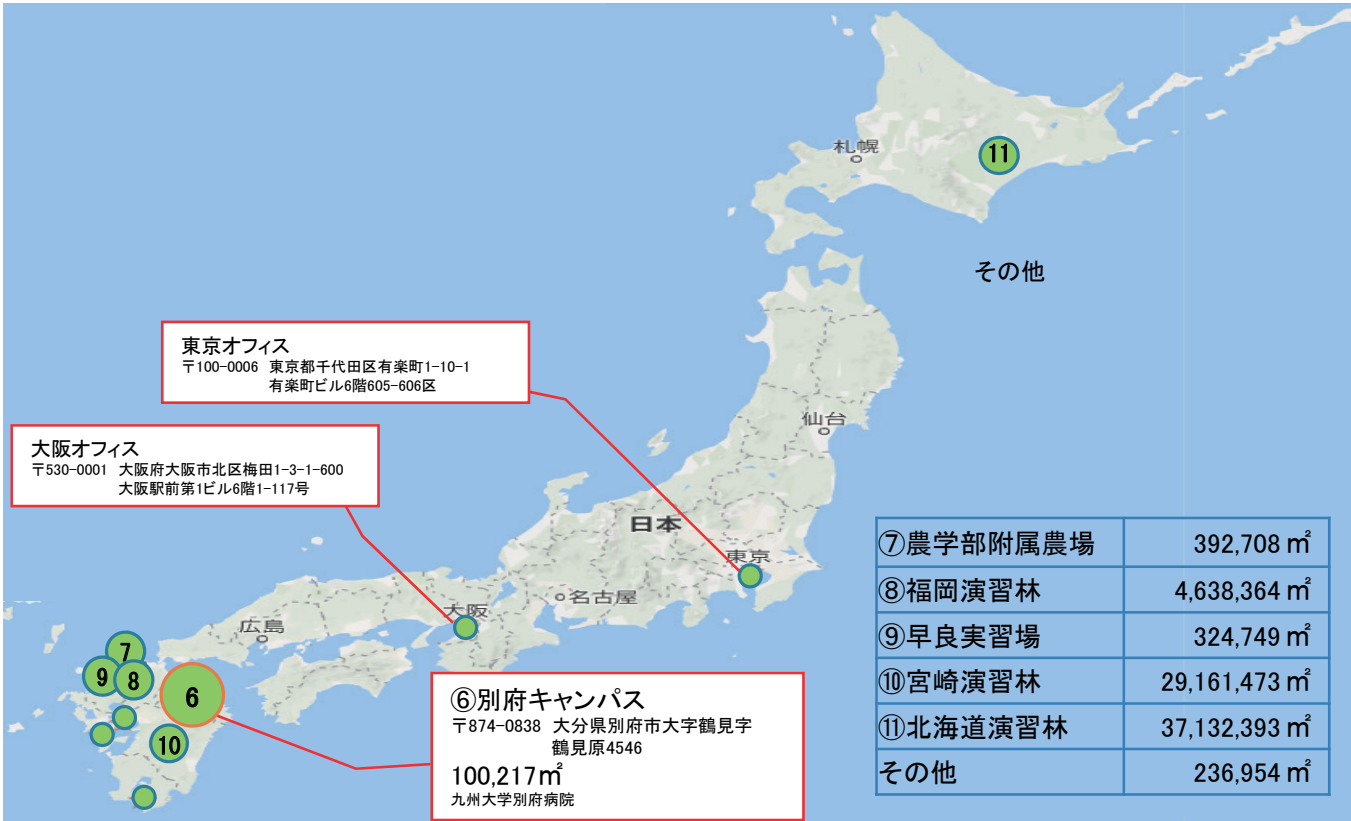 札幌
11
その他
東京オフィス
〒100-0006 東京都千代田区有楽町1-10-1
有楽町ビル6階605-606区
仙台
大阪オフィス
〒530-0001 大阪府大阪市北区梅田1-3-1-600
大阪駅前第1ビル6階1-117号
日本
東京
名古屋
大阪
広島
7
9
8
6
10
⑥別府キャンパス
〒874-0838 大分県別府市大字鶴見字
鶴見原4546
100,217㎡
九州大学別府病院
⑦農学部附属農場 392,708 ㎡
⑧福岡演習林 4,638,364 ㎡
⑨早良実習場 324,749 ㎡
⑩宮崎演習林 29,161,473 ㎡
⑪北海道演習林 37,132,393 ㎡
その他 236,954 ㎡